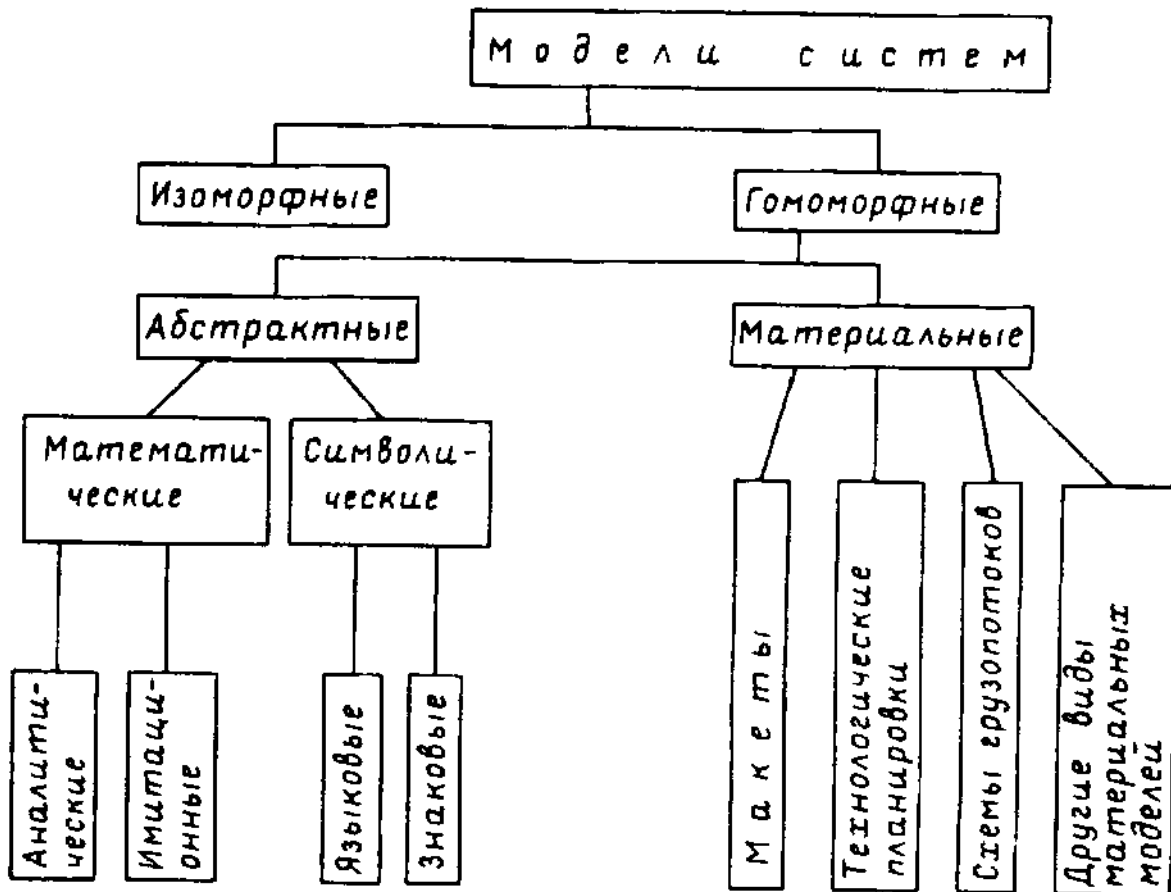 Модели систем
Изоморфные
Гомоморфные
Абстрактные
Материальные
Математи-
ческие
Символи-
ческие
Аналити-
ческие
Имитаци-
онные
Языковые
Знаковые
Макеты
Технологические
планировки
Схемы грузопотоков
Другие виды
материальных
моделей